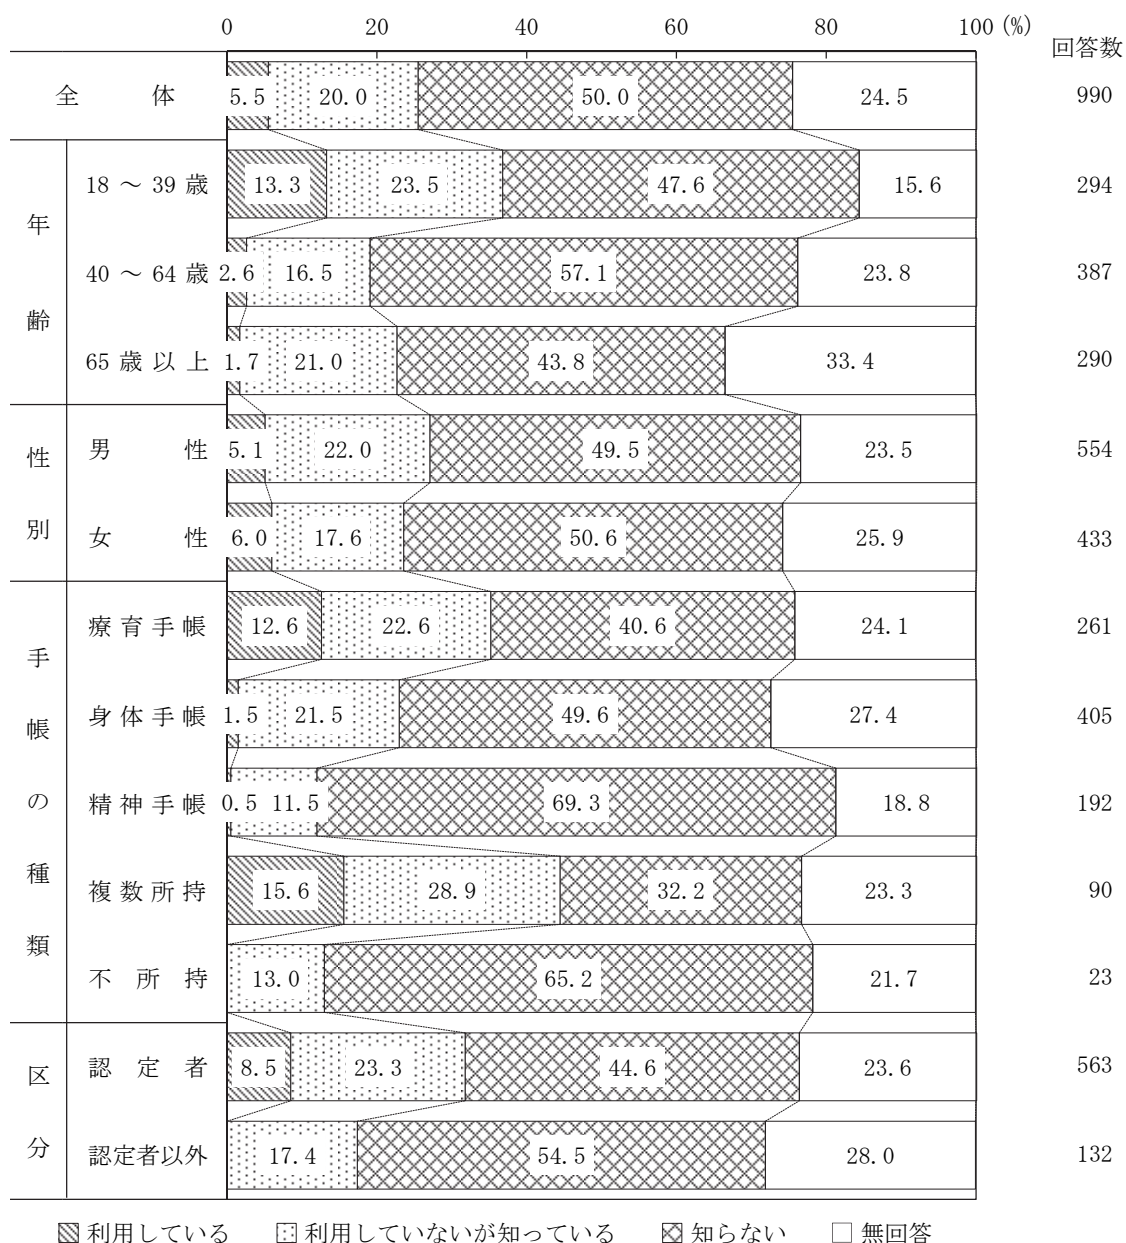 0 20 40 60 80 100 (%)
回答数
全体 5.5 20.0 50.0 24.5 990
年齢
18～39歳 13.3 23.5 47.6 15.6 294
40～64歳 2.6 16.5 57.1 23.8 387
65歳以上 1.7 21.0 43.8 33.4 290
性別
男性 5.1 22.0 49.5 23.5 554
女性 6.0 17.6 50.6 25.9 433
手帳の種類
療育手帳 12.6 22.6 40.6 24.1 261
身体手帳 1.5 21.5 49.6 27.4 405
精神手帳 0.5 11.5 69.3 18.8 192
複数所持 15.6 28.9 32.2 23.3 90
不所持 13.0 65.2 21.7 23
区分
認定者 8.5 23.3 44.6 23.6 563
認定者以外 17.4 54.5 28.0 132
利用している 利用していないが知っている 知らない 無回答